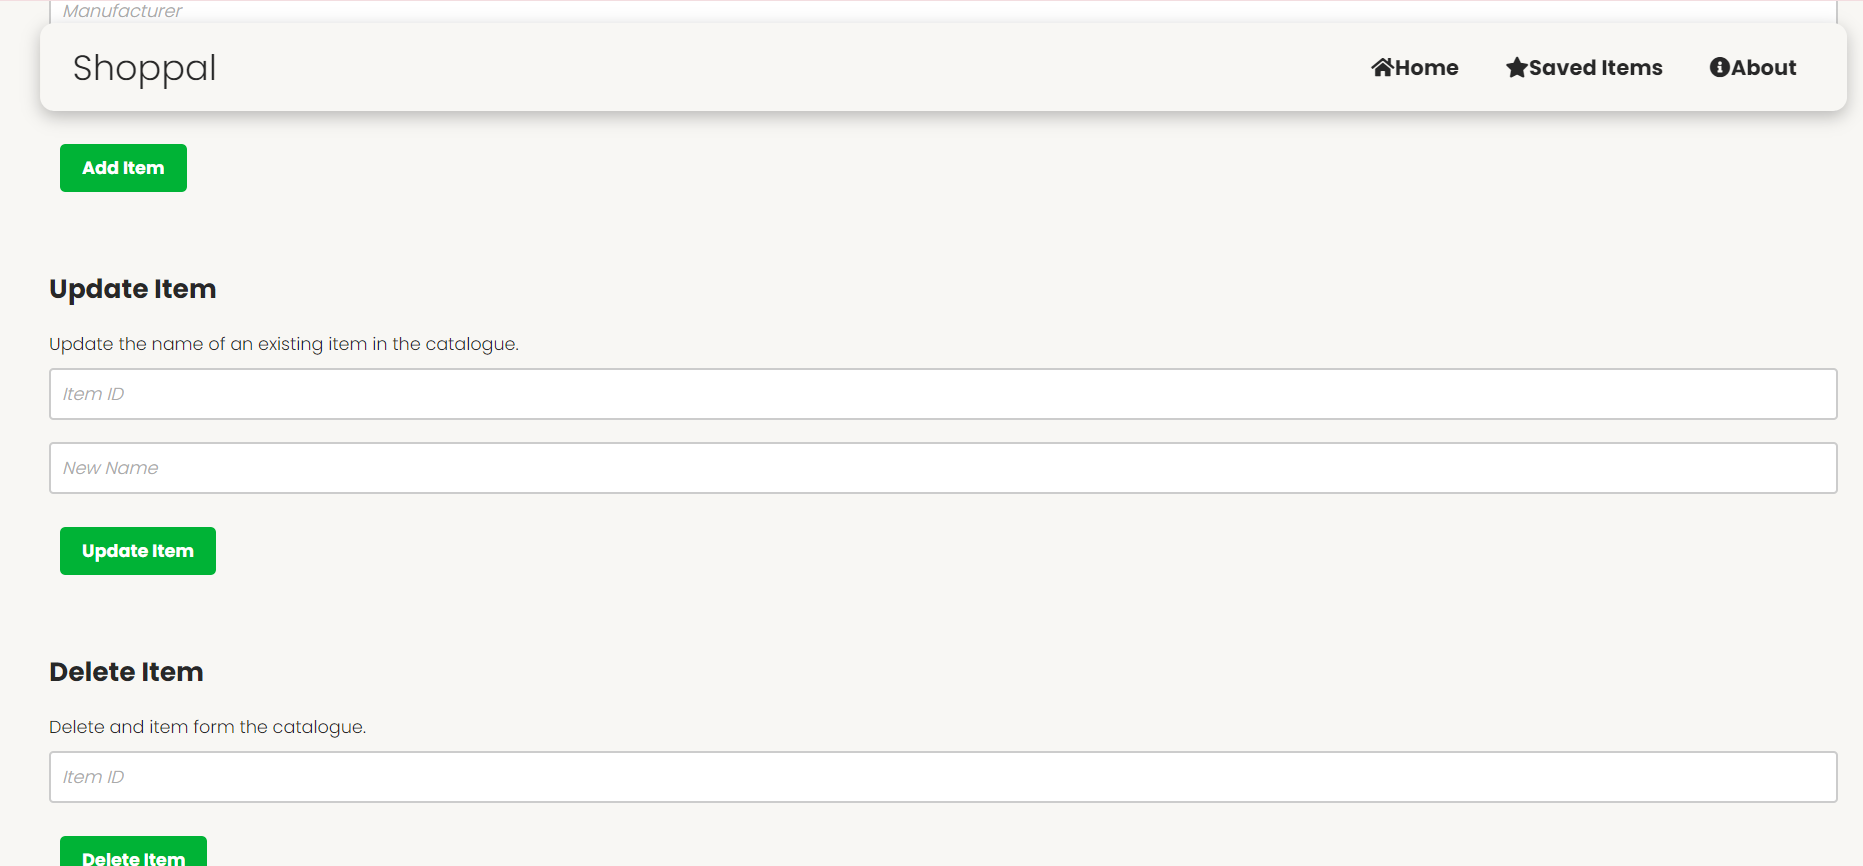 Manufacturer
Shoppal
Home Saved Items About
Add Item
Update Item
Update the name of an existing item in the catalogue.
Item ID
New Name
Update Item
Delete Item
Delete and item form the catalogue.
Item ID
Delete Item